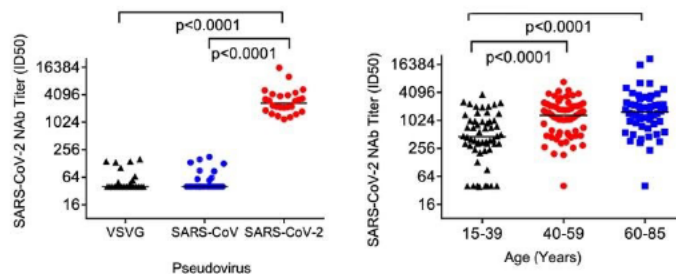 p<0.0001
p<0.0001
SARS-CoV-2 NAb Titer (ID50)
16384
4096
1024
256
64
16
VSVG SARS-CoV SARS-CoV-2
Pseudovirus
p<0.0001
p<0.0001
SARS-CoV-2 NAb Titer (ID50)
16384
4096
1024
256
64
16
15-39 40-59 60-85
Age (Years)